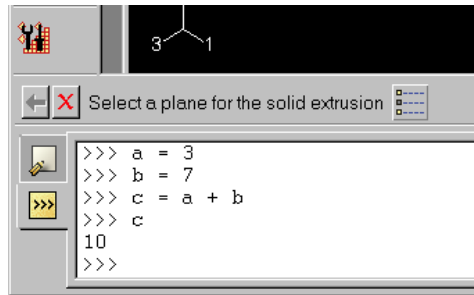 3 1
Select a plane for the solid extrusion
>>> a = 3
>>> b = 7
>>> c = a + b
>>> c
10
>>>
>>>